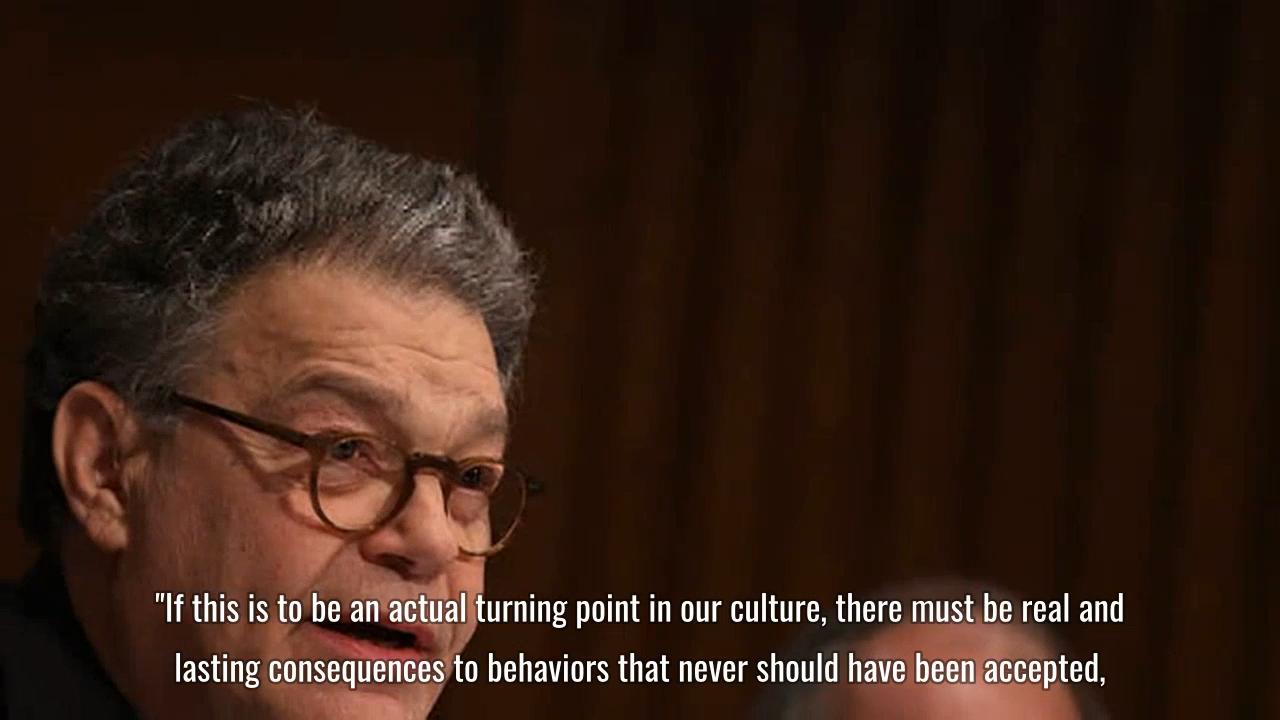 "If this is to be an actual turning point in our culture, there must be real and
lasting consequences to behaviors that never should have been accepted,